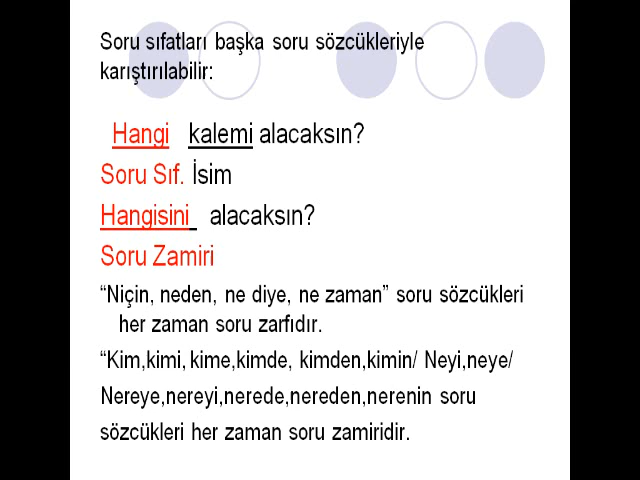 Soru sıfatları başka soru sözcükleriyle
karıştırılabilir:
Hangi kalemi alacaksın?
Soru Sıf. İsim
Hangisini alacaksın?
Soru Zamiri
“Niçin, neden, ne diye, ne zaman” soru sözcükleri
her zaman soru zarfıdır.
“Kim,kimi, kime,kimde, kimden,kimin/ Neyi,neye/
Nereye,nereyi,nerede,nereden,nerenin soru
sözcükleri her zaman soru zamiridir.